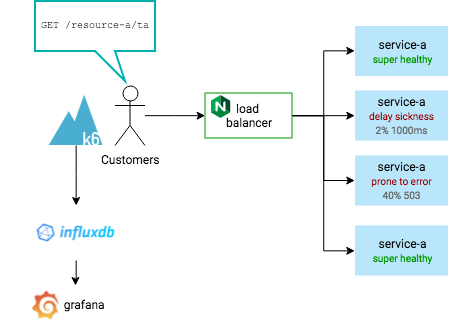 GET /resource-a/ta
k6
Customers
N
load
balancer
service-a
super healthy
service-a
delay sickness
2% 1000ms
service-a
prone to error
40% 503
service-a
super healthy
influxdb
grafana